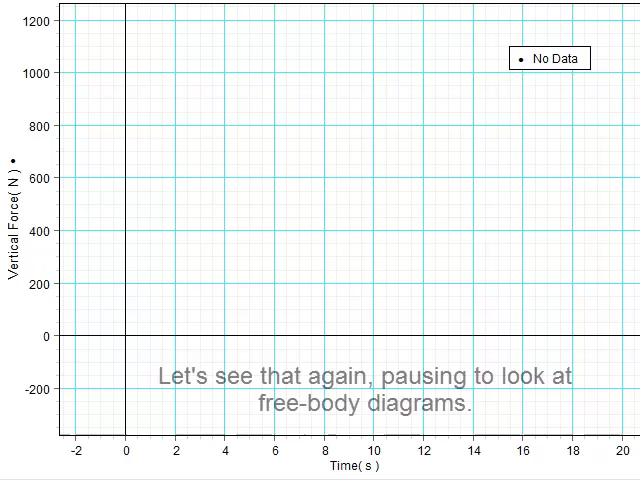 1200
1000
800
600
400
200
0
-200
Vertical Force( N )
No Data
Let's see that again, pausing to look at
free-body diagrams.
-2 0 2 4 6 8 10 12 14 16 18 20
Time( s )